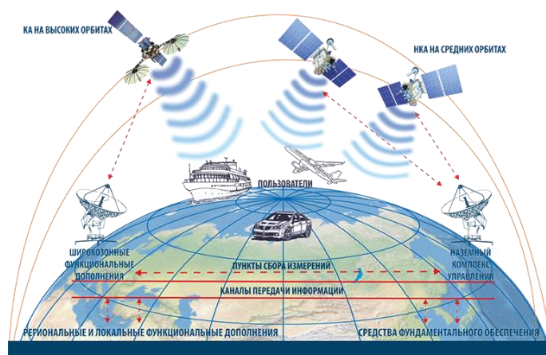 КА НА ВЫСОКИХ ОРБИТАХ
НКА НА СРЕДНИХ ОРБИТАХ
ПОЛЬЗОВАТЕЛИ
ШИРОКОЗОННЫЕ
ФУНКЦИОНАЛЬНЫЕ
ДОПОЛНЕНИЯ
ПУНКТЫ СБОРА ИЗМЕРЕНИЙ
НАЗЕМНЫЙ
КОМПЛЕКС
УПРАВЛЕНИЯ
КАНАЛЫ ПЕРЕДАЧИ ИНФОРМАЦИИ
РЕГИОНАЛЬНЫЕ И ЛОКАЛЬНЫЕ ФУНКЦИОНАЛЬНЫЕ ДОПОЛНЕНИЯ
СРЕДСТВА ФУНДАМЕНТАЛЬНОГО ОБЕСПЕЧЕНИЯ